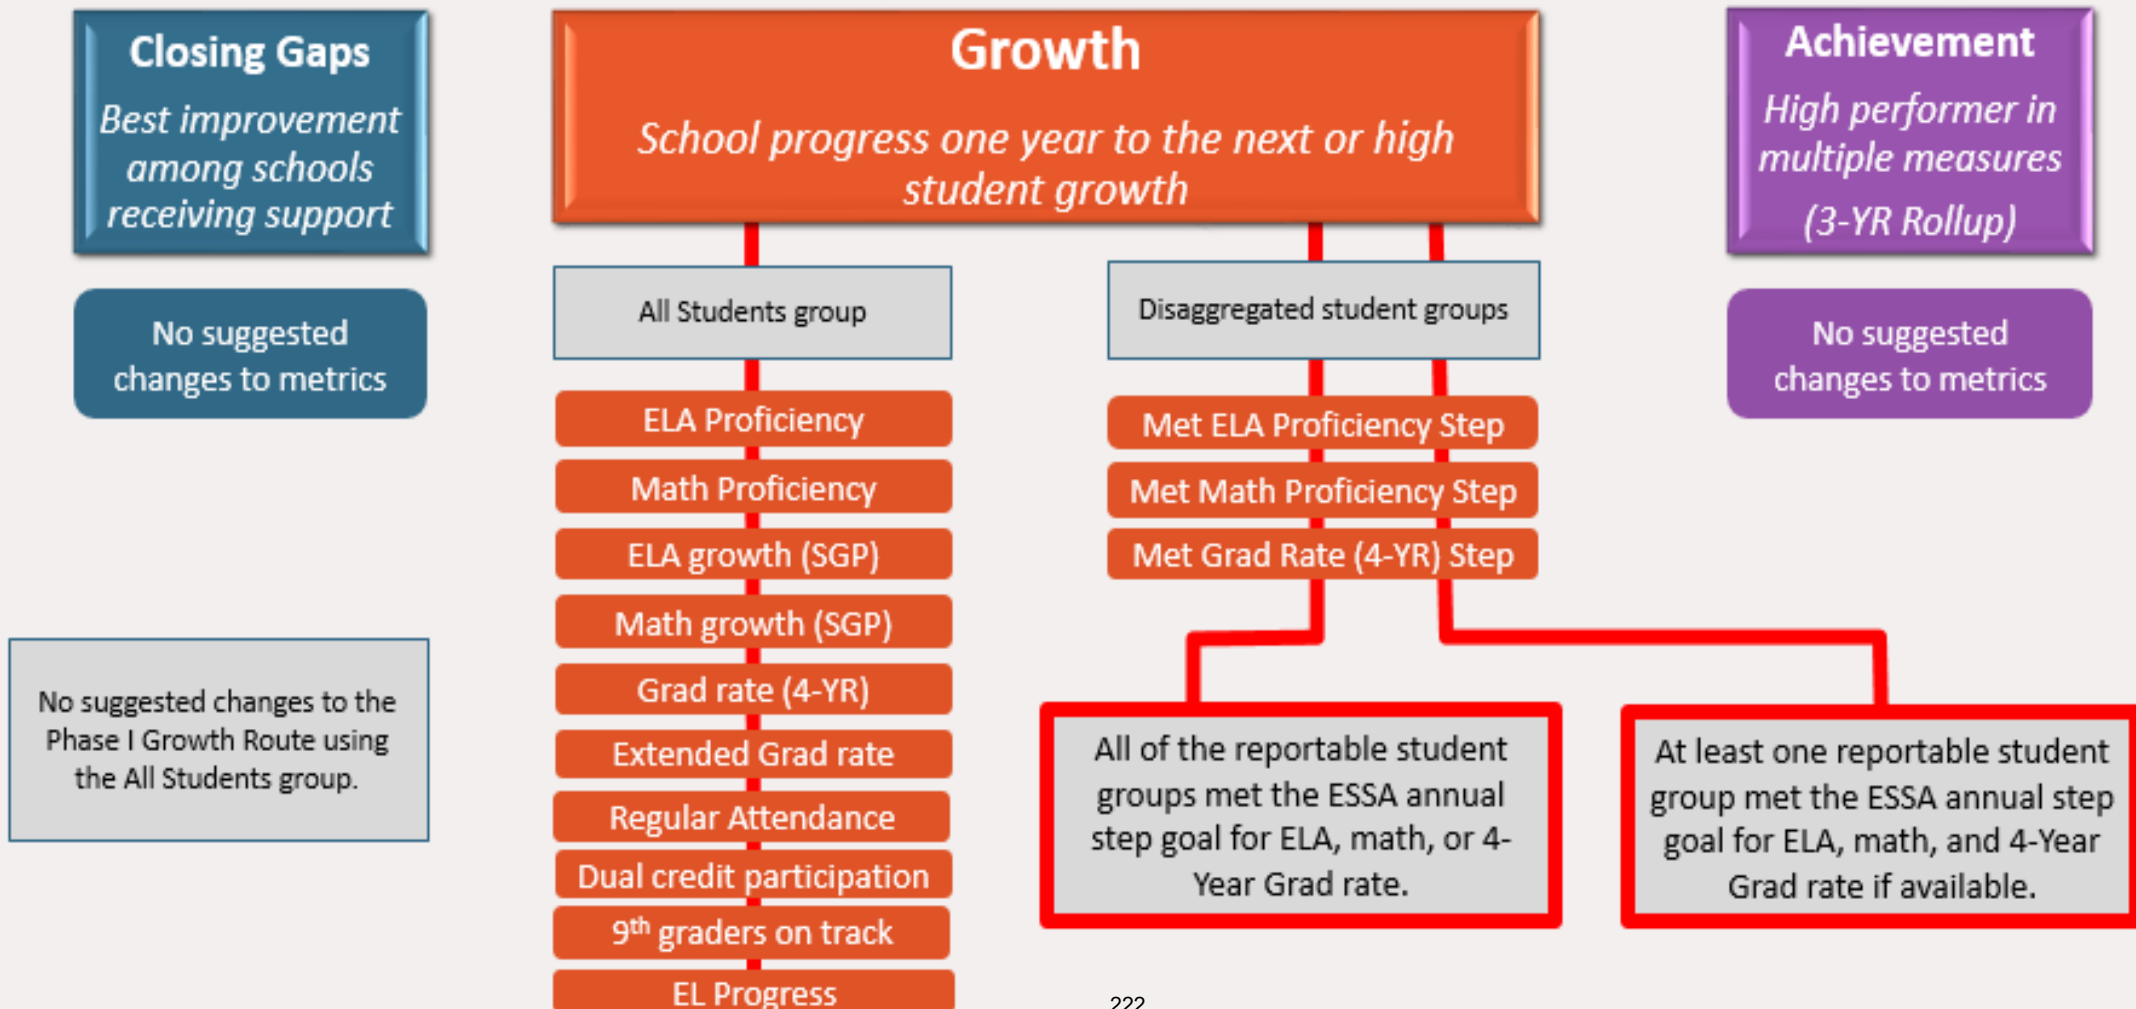 Closing Gaps
Best improvement
among schools
receiving support
No suggested
changes to metrics
No suggested changes to the
Phase I Growth Route using
the All Students group.
Growth
School progress one year to the next or high
student growth
All Students group
ELA Proficiency
Math Proficiency
ELA growth (SGP)
Math growth (SGP)
Grad rate (4-YR)
Extended Grad rate
Regular Attendance
Dual credit participation
9th graders on track
EL Progress
Disaggregated student groups
Met ELA Proficiency Step
Met Math Proficiency Step
Met Grad Rate (4-YR) Step
All of the reportable student
groups met the ESSA annual
step goal for ELA, math, or 4-
Year Grad rate.
At least one reportable student
group met the ESSA annual step
goal for ELA, math, and 4-Year
Grad rate if available.
Achievement
High performer in
multiple measures
(3-YR Rollup)
No suggested
changes to metrics
222